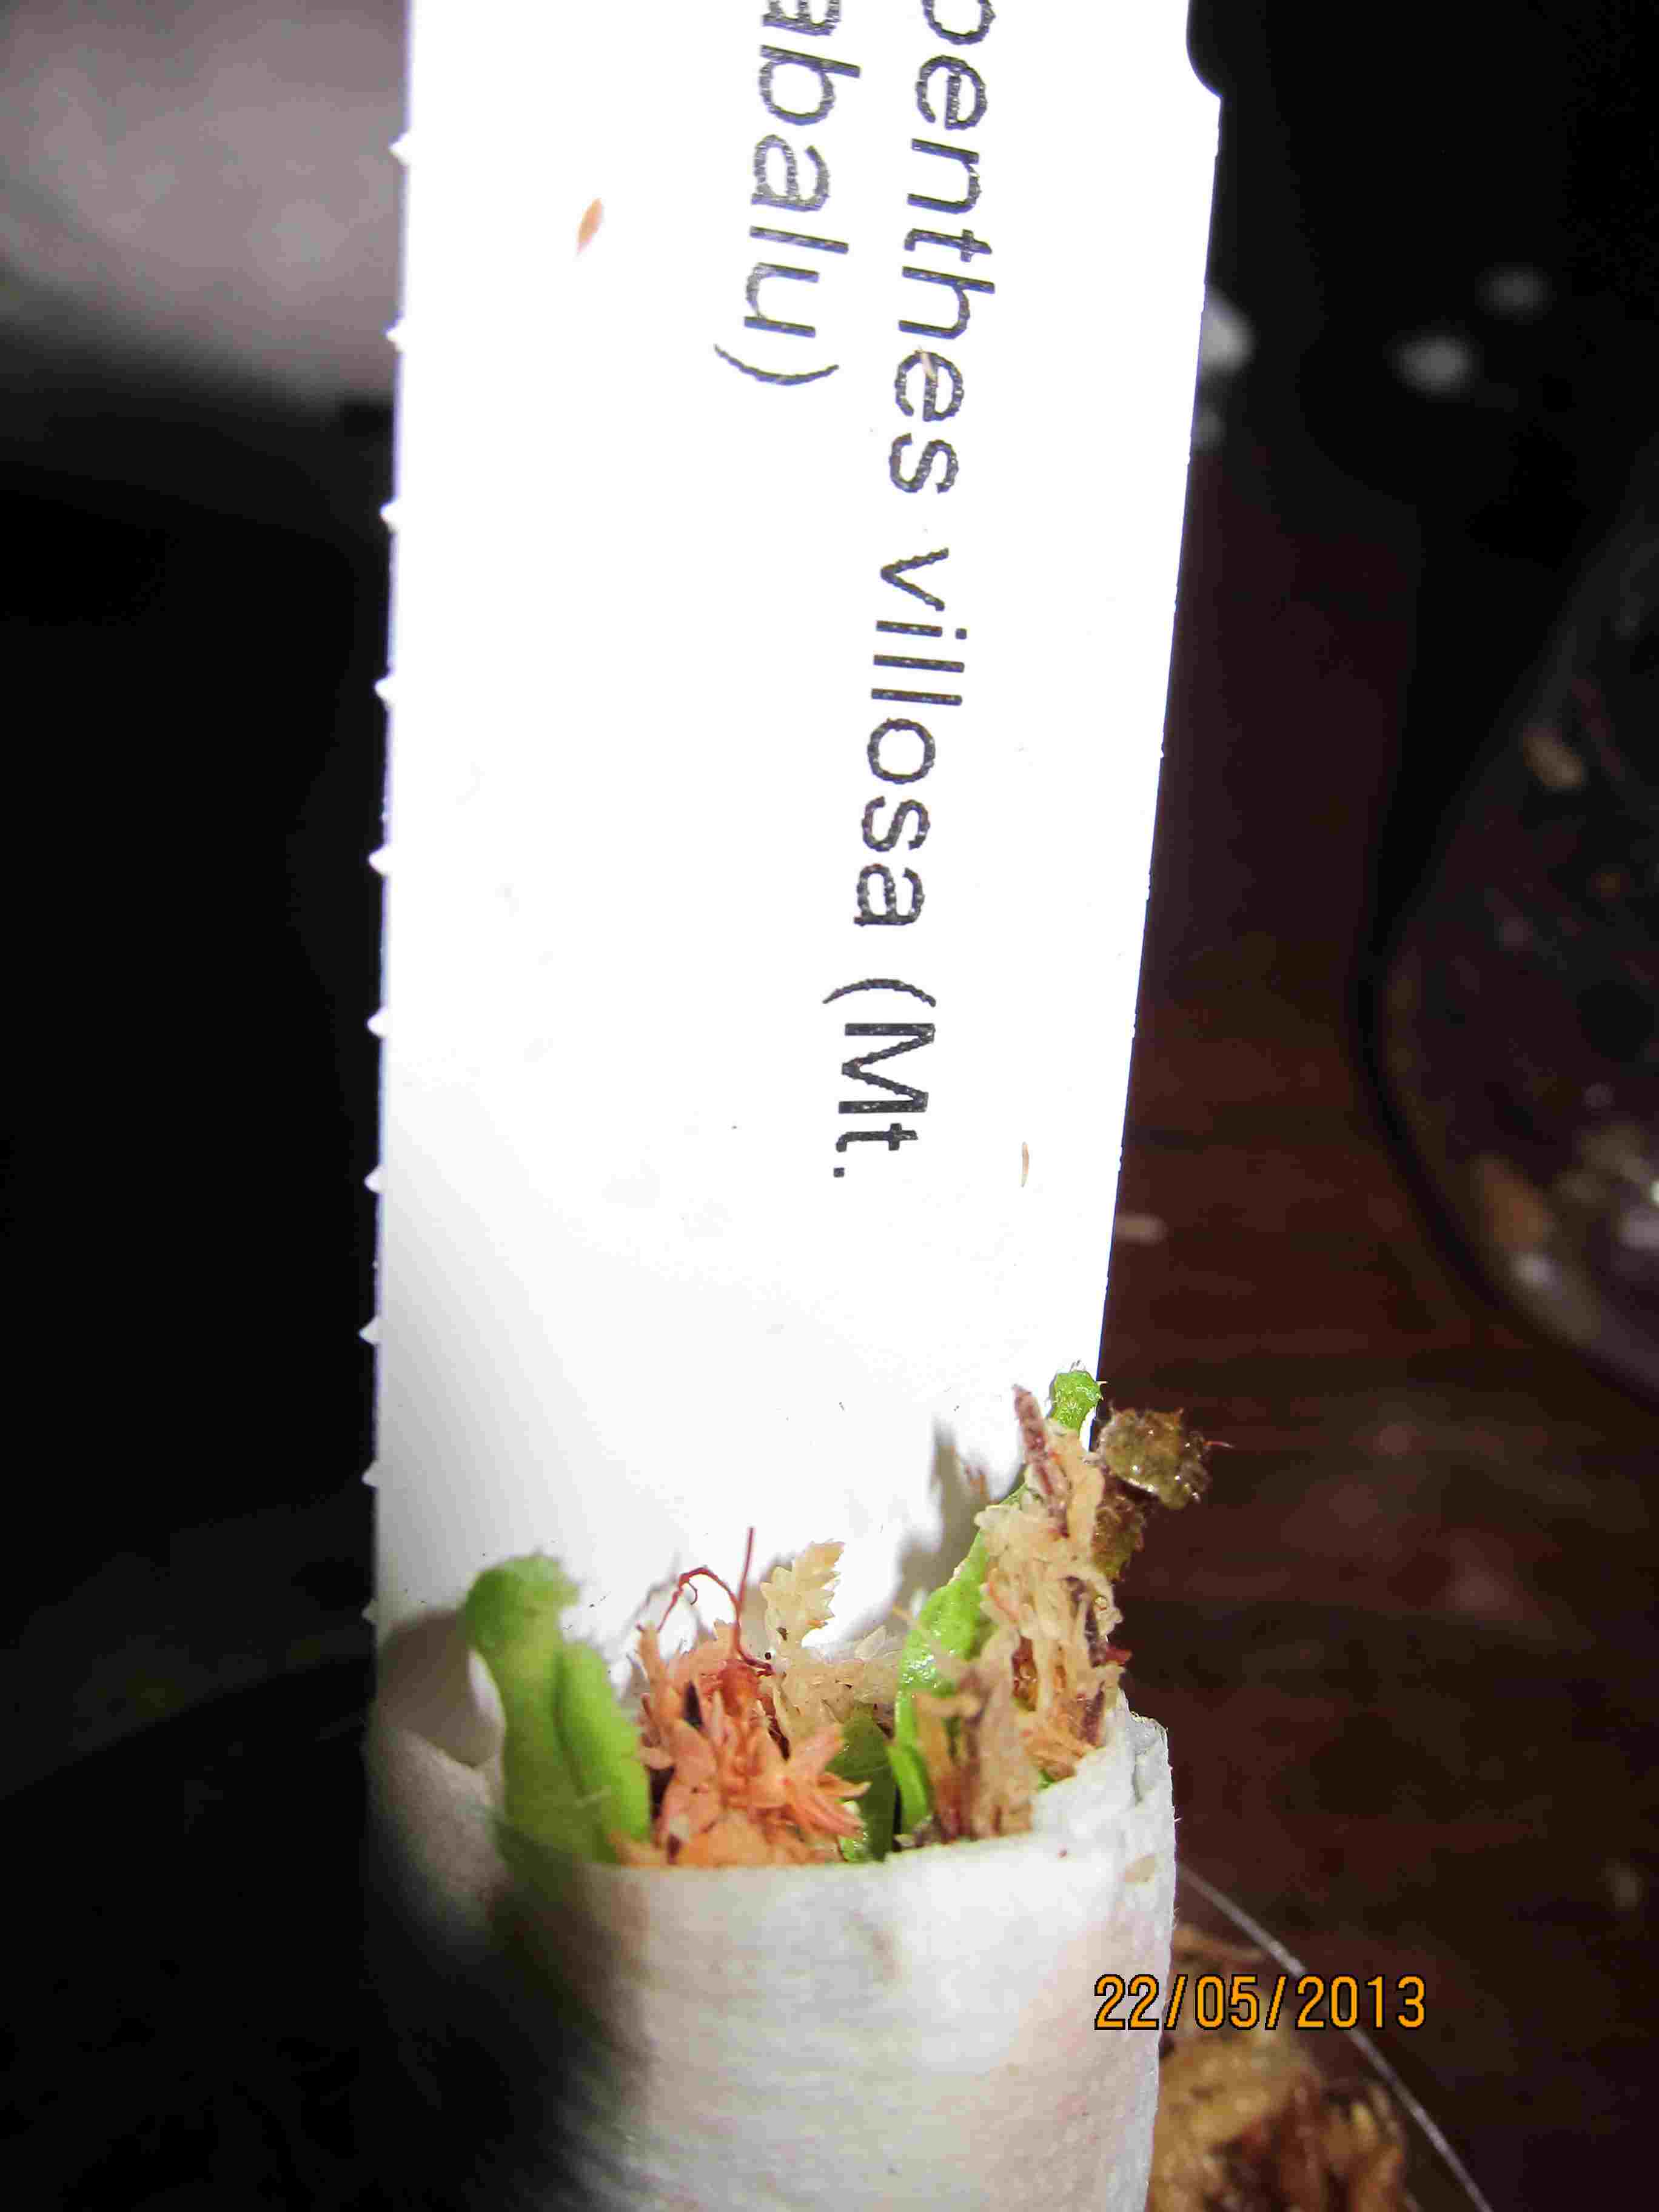 penthes villosa (Mt.
abalu)
22/05/2013